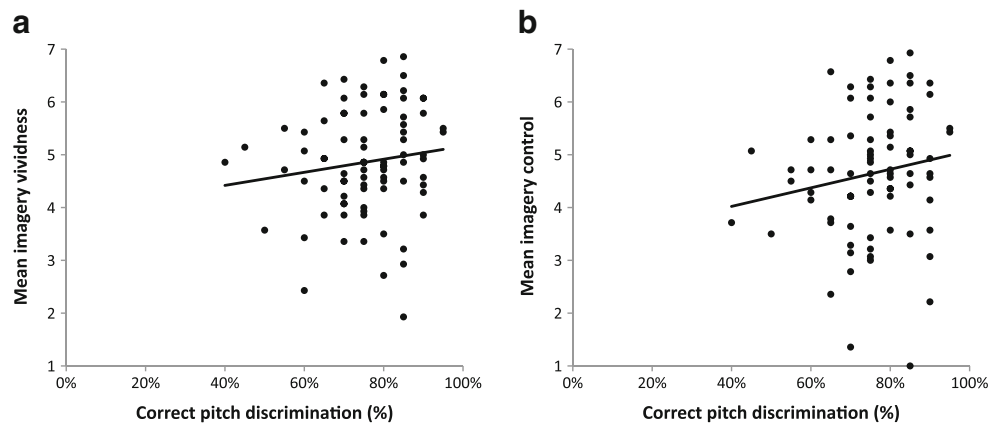 a
Mean imagery vividness
7
6
5
4
3
2
1
0% 20% 40% 60% 80% 100%
Correct pitch discrimination (%)
b
Mean imagery control
7
6
5
4
3
2
1
0% 20% 40% 60% 80% 100%
Correct pitch discrimination (%)